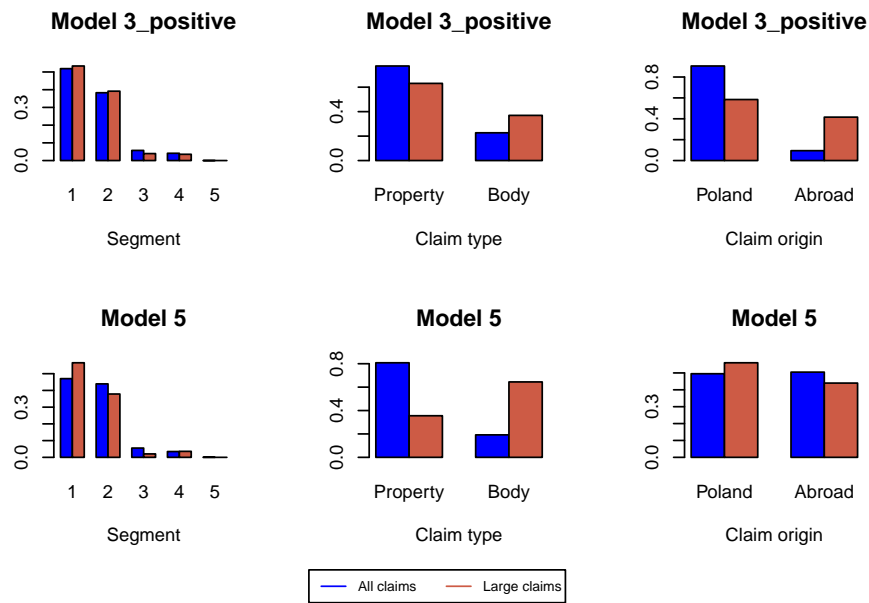 Model 3_positive
0.0 0.3
1 2 3 4 5
Segment
Model 3_positive
0.0 0.4
Property Body
Claim type
Model 3_positive
0.0 0.4 0.8
Poland Abroad
Claim origin
Model 5
0.0 0.3
1 2 3 4 5
Segment
Model 5
0.0 0.4 0.8
Property Body
Claim type
Model 5
0.0 0.3
Poland Abroad
Claim origin
All claims Large claims